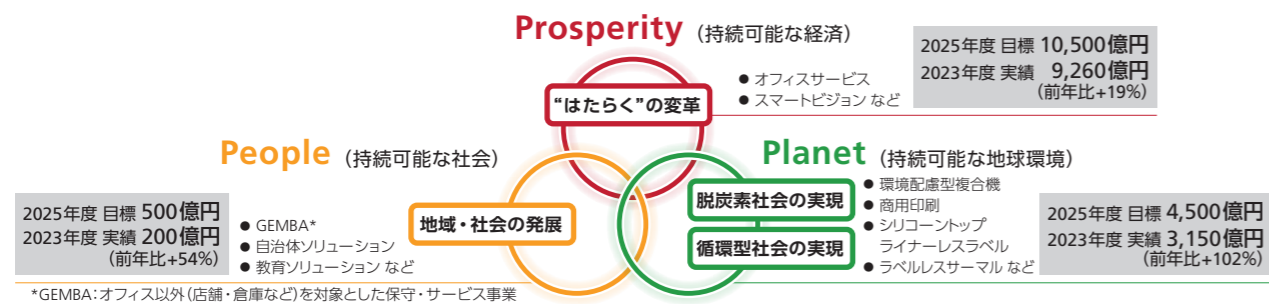 Prosperity（持続可能な経済）
“はたらく”の変革
● オフィスサービス
● スマートビジョン など
2025年度 目標 10,500億円
2023年度 実績 9,260億円
（前年比+19%）
People（持続可能な社会）
2025年度 目標 500億円
2023年度 実績 200億円
（前年比+54%）
● GEMBA*
● 自治体ソリューション
● 教育ソリューション など
地域・社会の発展
Planet（持続可能な地球環境）
脱炭素社会の実現
循環型社会の実現
● 環境配慮型複合機
● 商用印刷
● シリコーントップ
ライナーレスラベル
● ラベルレスサーマル など
2025年度 目標 4,500億円
2023年度 実績 3,150億円
（前年比+102%）
*GEMBA：オフィス以外（店舗・倉庫など）を対象とした保守・サービス事業